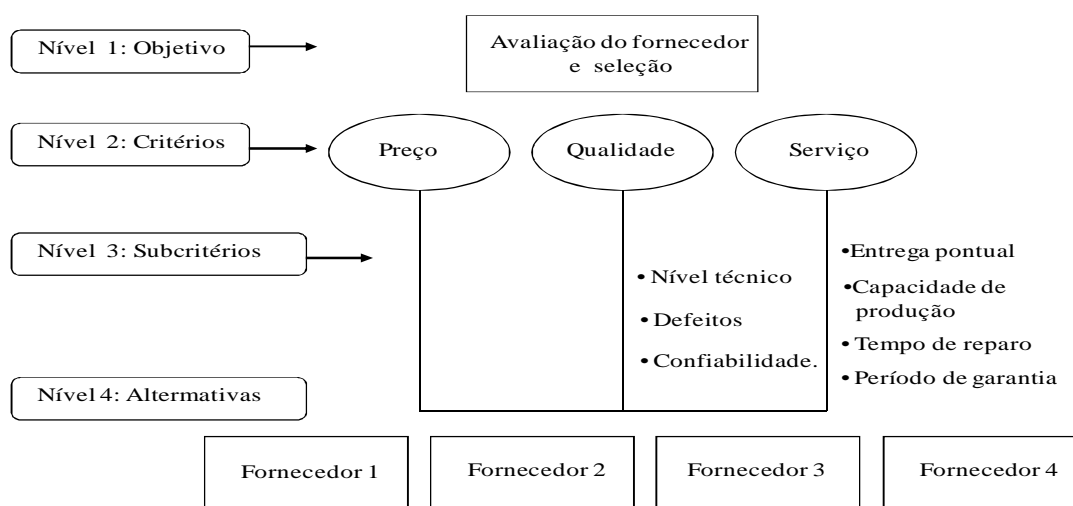 Nível 1: Objetivo
Avaliação do fornecedor
e seleção
Nível 2: Critérios
Preço
Qualidade
Serviço
Nível 3: Subcritérios
• Nível técnico
• Defeitos
• Confiabilidade.
•Entrega pontual
•Capacidade de
produção
• Tempo de reparo
• Período de garantia
Nível 4: Altermativas
Fornecedor 1
Fornecedor 2
Fornecedor 3
Fornecedor 4